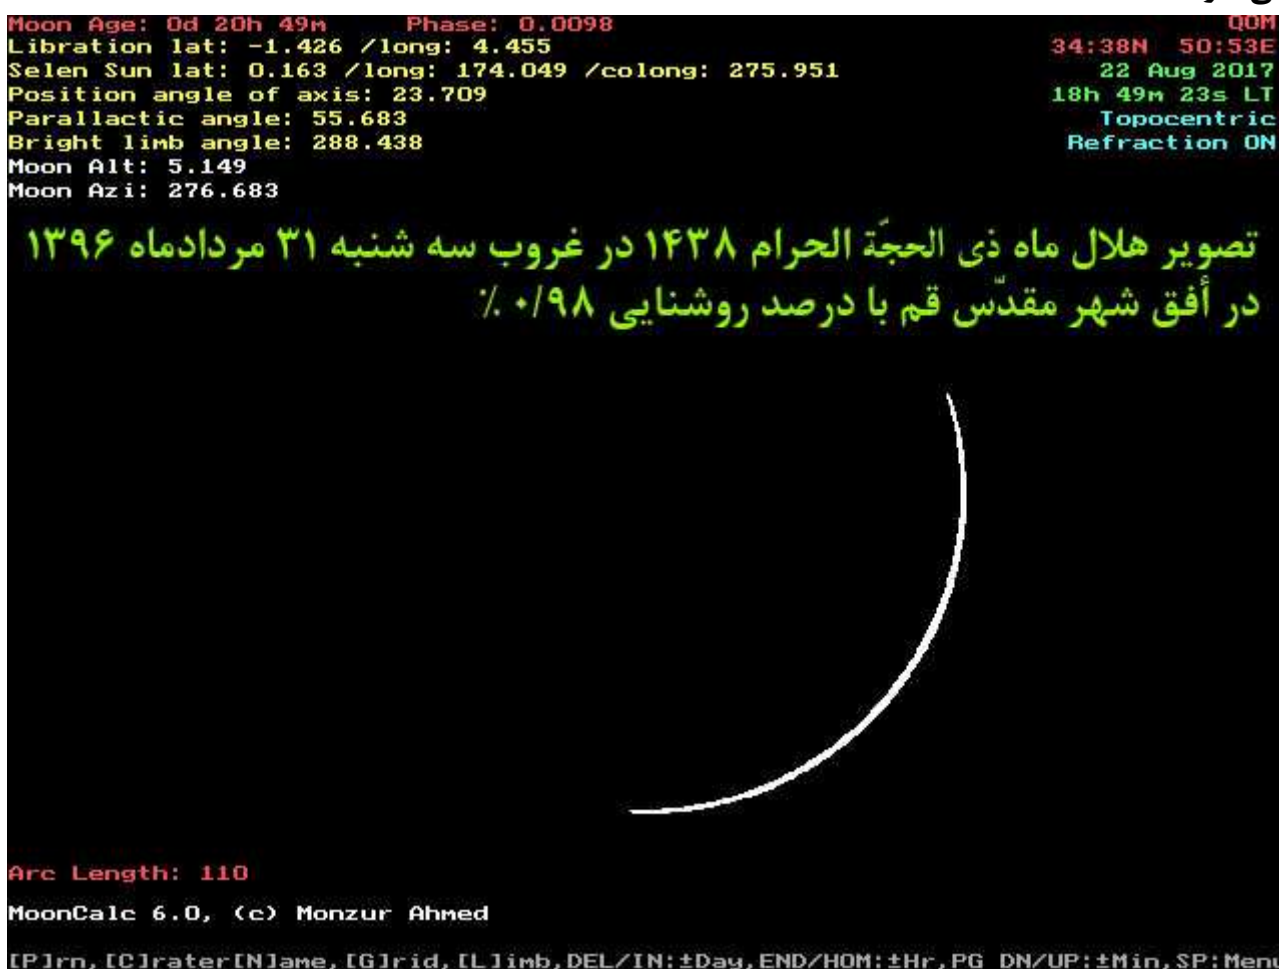 Moon Age: 0d 20h 49m Phase: 0.0098
QOM
Libration lat: -1.426 /long: 4.455
34:38N 50:53E
Selen Sun lat: 0.163 /long: 174.049 /colong: 275.951
22 Aug 2017
Position angle of axis: 23.709
18h 49m 23s LT
Parallactic angle: 55.683
Topocentric
Bright limb angle: 288.438
Refraction ON
Moon Alt: 5.149
Moon Azi: 276.683
تصویر هلال ماه ذی الحجّة الحرام ۱۴۳۸ در غروب سه شنبه ۳۱ مردادماه ۱۳۹۶
در أفق شهر مقدّس قم با درصد روشنایی ۰/۹۸ ٪
Arc Length: 110
MoonCalc 6.0, (c) Monzur Ahmed
[P]rn,[C]rater[N]ame,[G]rid,[L]imb,DEL/IN:±Day,END/HOM:±Hr,PG DN/UP:±Min,SP:Menu